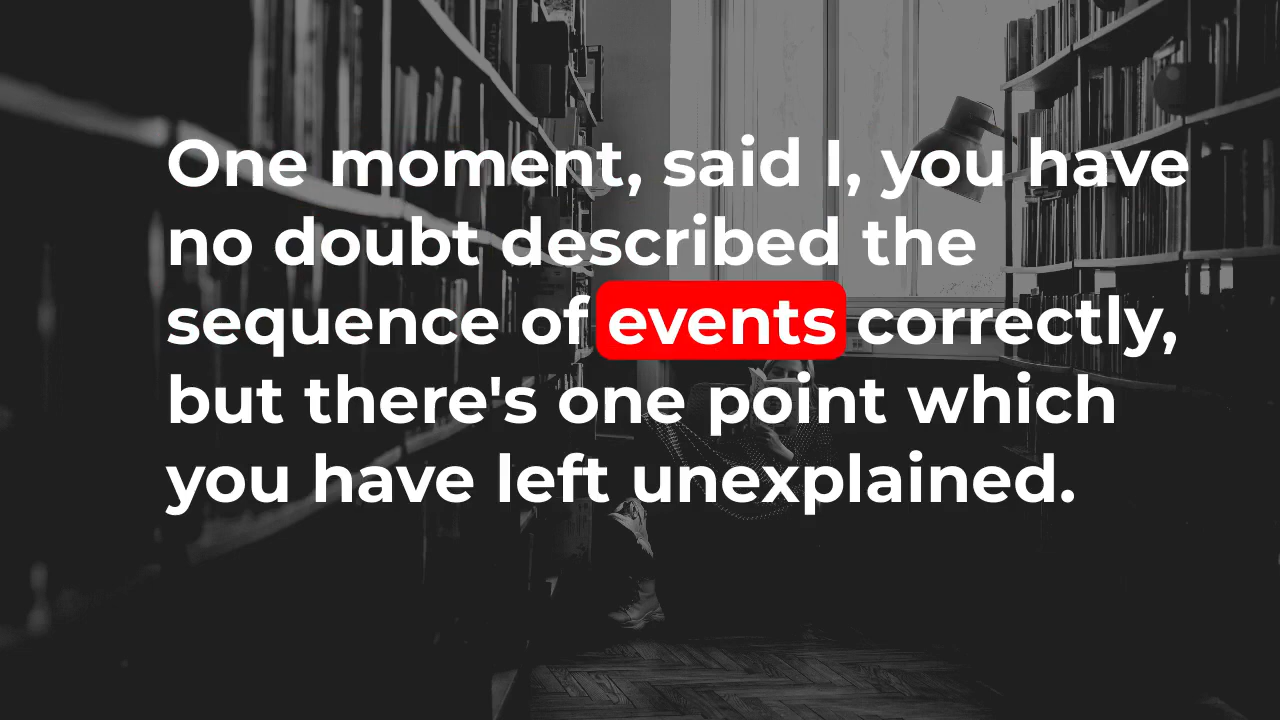 One moment, said I, you have
no doubt described the
sequence of events correctly,
but there's one point which
you have left unexplained.